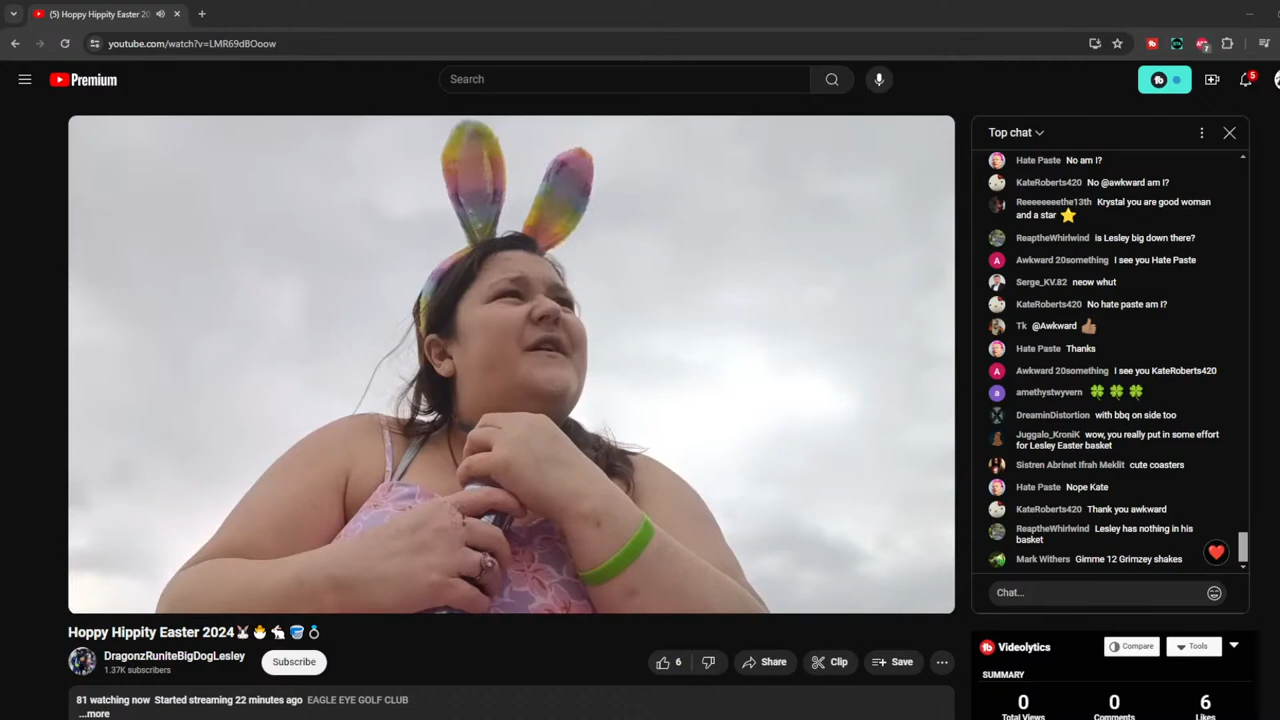 (5) Hoppy Hippity Easter 2024
youtube.com/watch?v=LMR69dBOoow
7
Premium
Search
5
Top chat
Hate Paste No am I?
KateRoberts420 No @awkward am I?
Reeeeeeeethe13th Krystal you are good woman
and a star ⭐
ReaptheWhirlwind is Lesley big down there?
A Awkward 20something I see you Hate Paste
Serge_KV.82 neow whut
KateRoberts420 No hate paste am I?
Tk @Awkward 👍
Hate Paste Thanks
A Awkward 20something I see you KateRoberts420
a amethystwyvern 🍀 🍀 🍀
DreaminDistortion with bbq on side too
Juggalo_KroniK wow, you really put in some effort
for Lesley Easter basket
Sistren Abrinet Ifrah Meklit cute coasters
Hate Paste Nope Kate
KateRoberts420 Thank you awkward
ReaptheWhirlwind Lesley has nothing in his
basket
Mark Withers Gimme 12 Grimzey shakes
Chat...
Hoppy Hippity Easter 2024🐰🐣🐇🪣💍
DragonzRuniteBigDogLesley
1.37K subscribers
Subscribe
6
Share
Clip
Save
81 watching now Started streaming 22 minutes ago EAGLE EYE GOLF CLUB
...more
Videolytics
Compare
Tools
SUMMARY
0
Total Views
0
Comments
6
Likes